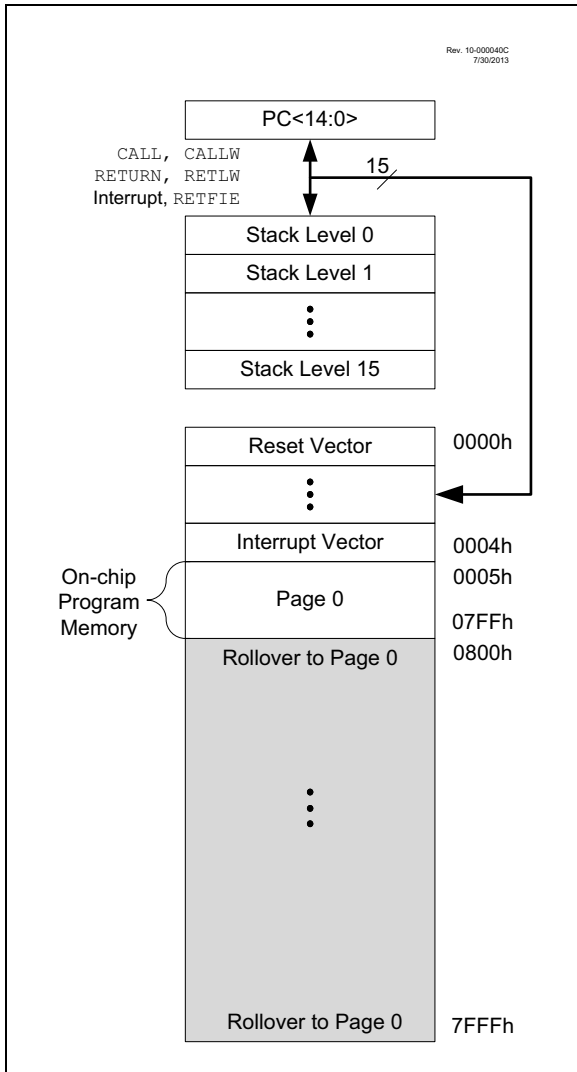 Rev. 10-000040C
7/30/2013
PC<14:0>
CALL, CALLW
RETURN, RETLW
Interrupt, RETFIE
15
Stack Level 0
Stack Level 1
Stack Level 15
Reset Vector
0000h
Interrupt Vector
0004h
On-chip
Program
Memory
Page 0
0005h
07FFh
Rollover to Page 0
0800h
Rollover to Page 0
7FFFh